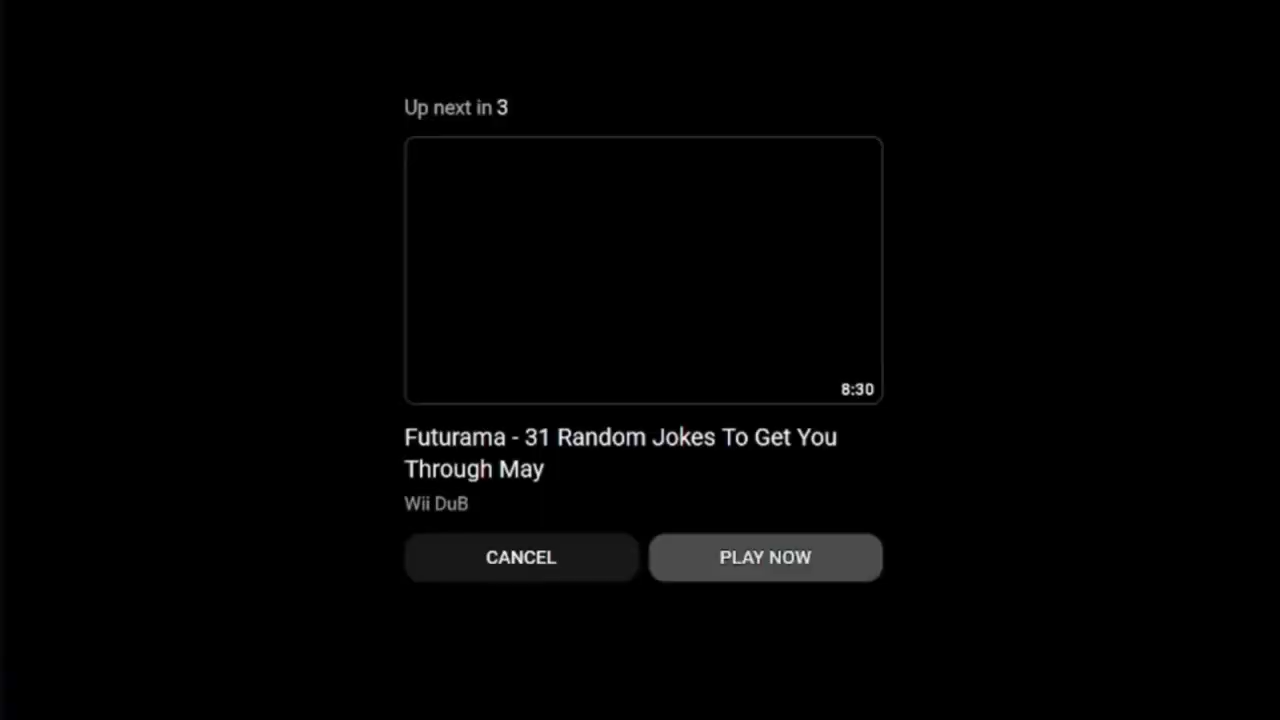 Up next in 3
8:30
Futurama - 31 Random Jokes To Get You
Through May
Wii DuB
CANCEL
PLAY NOW